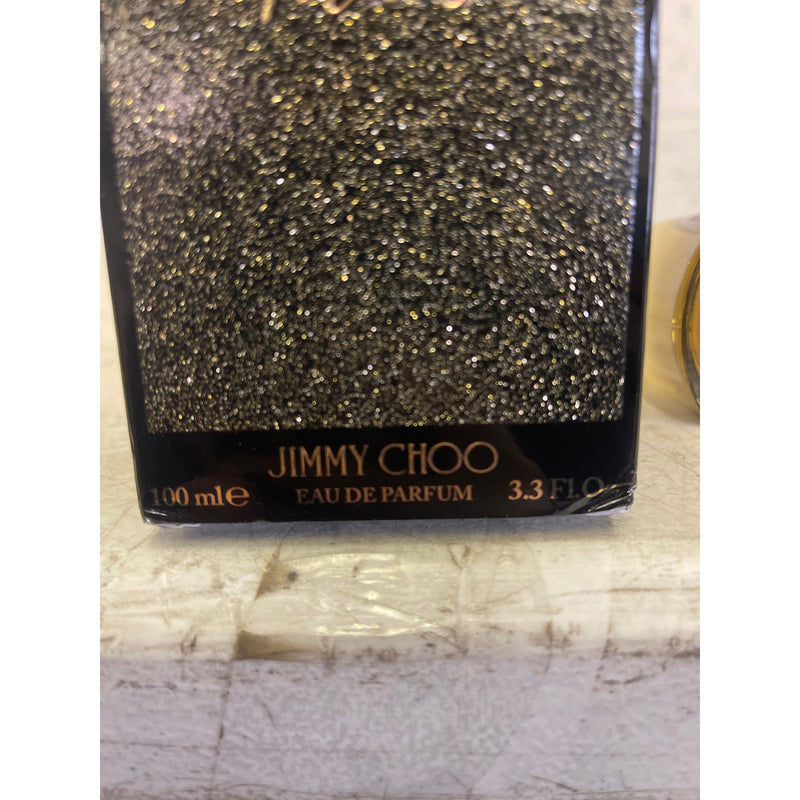 JIMMY CHOO
100 ml℮ EAU DE PARFUM 3.3 Fl.O